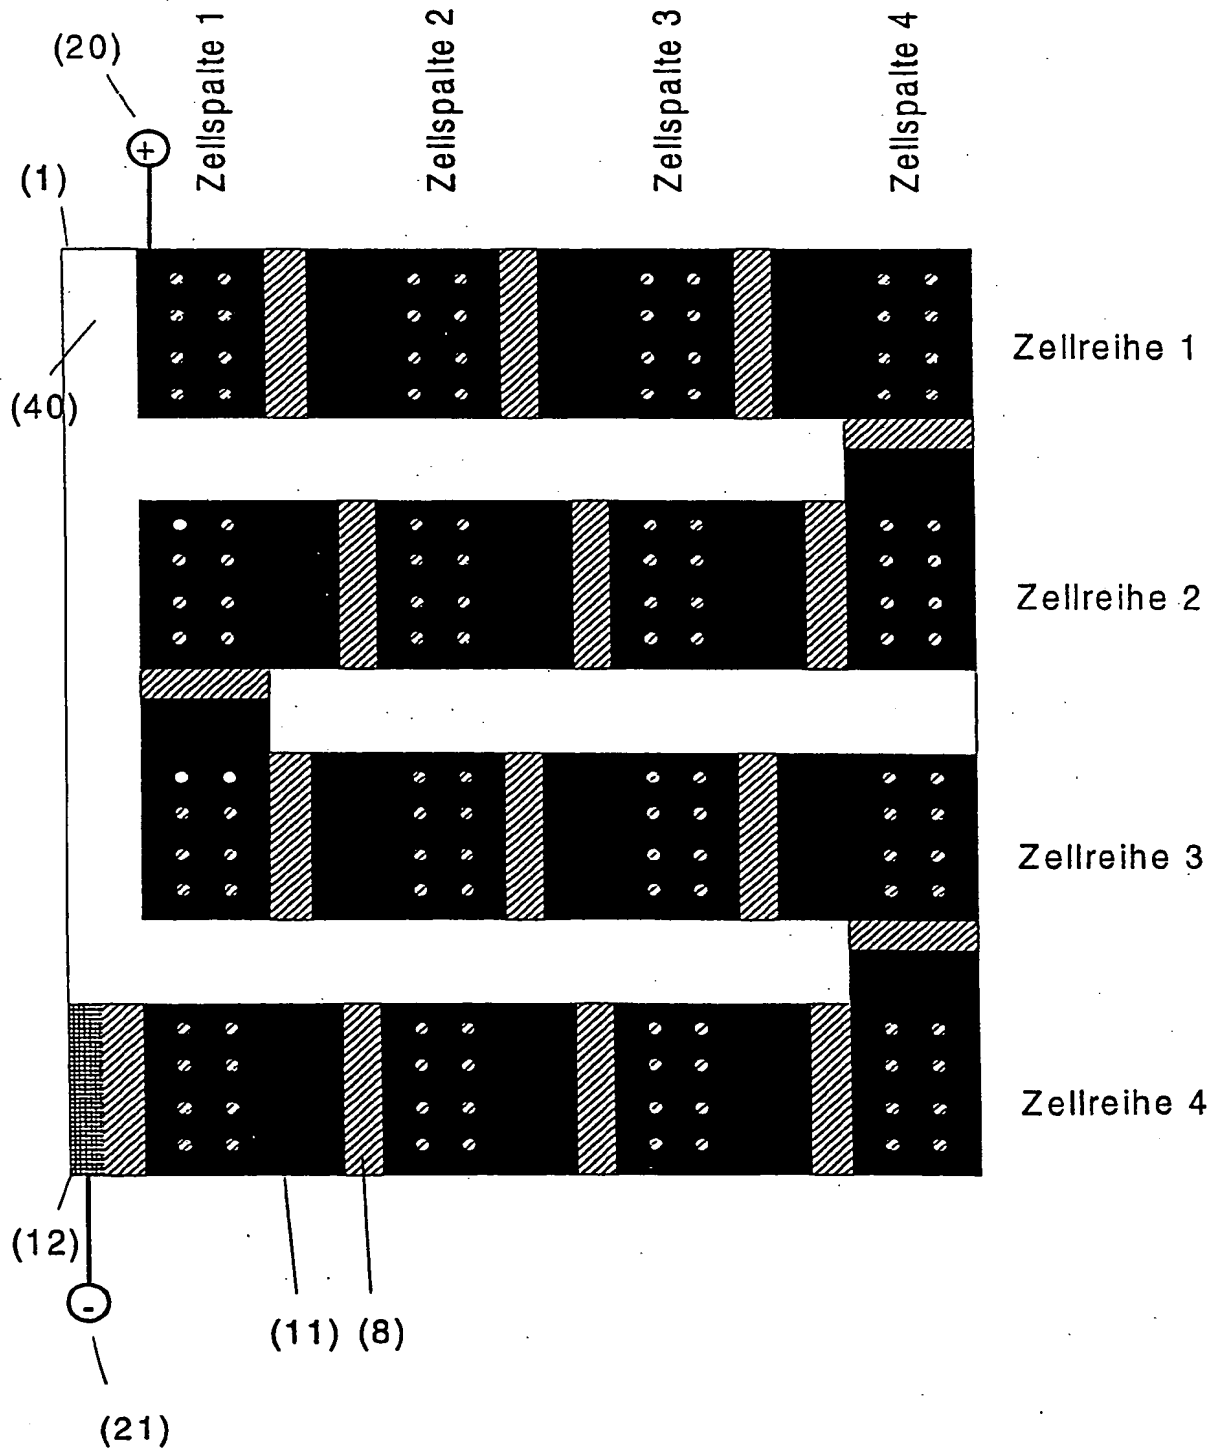 Zellspalte 1
Zellspalte 2
Zellspalte 3
Zellspalte 4
(20)
+
(1)
Zellreihe 1
(40)
Zellreihe 2
Zellreihe 3
Zellreihe 4
(12)
-
(11)
(8)
(21)